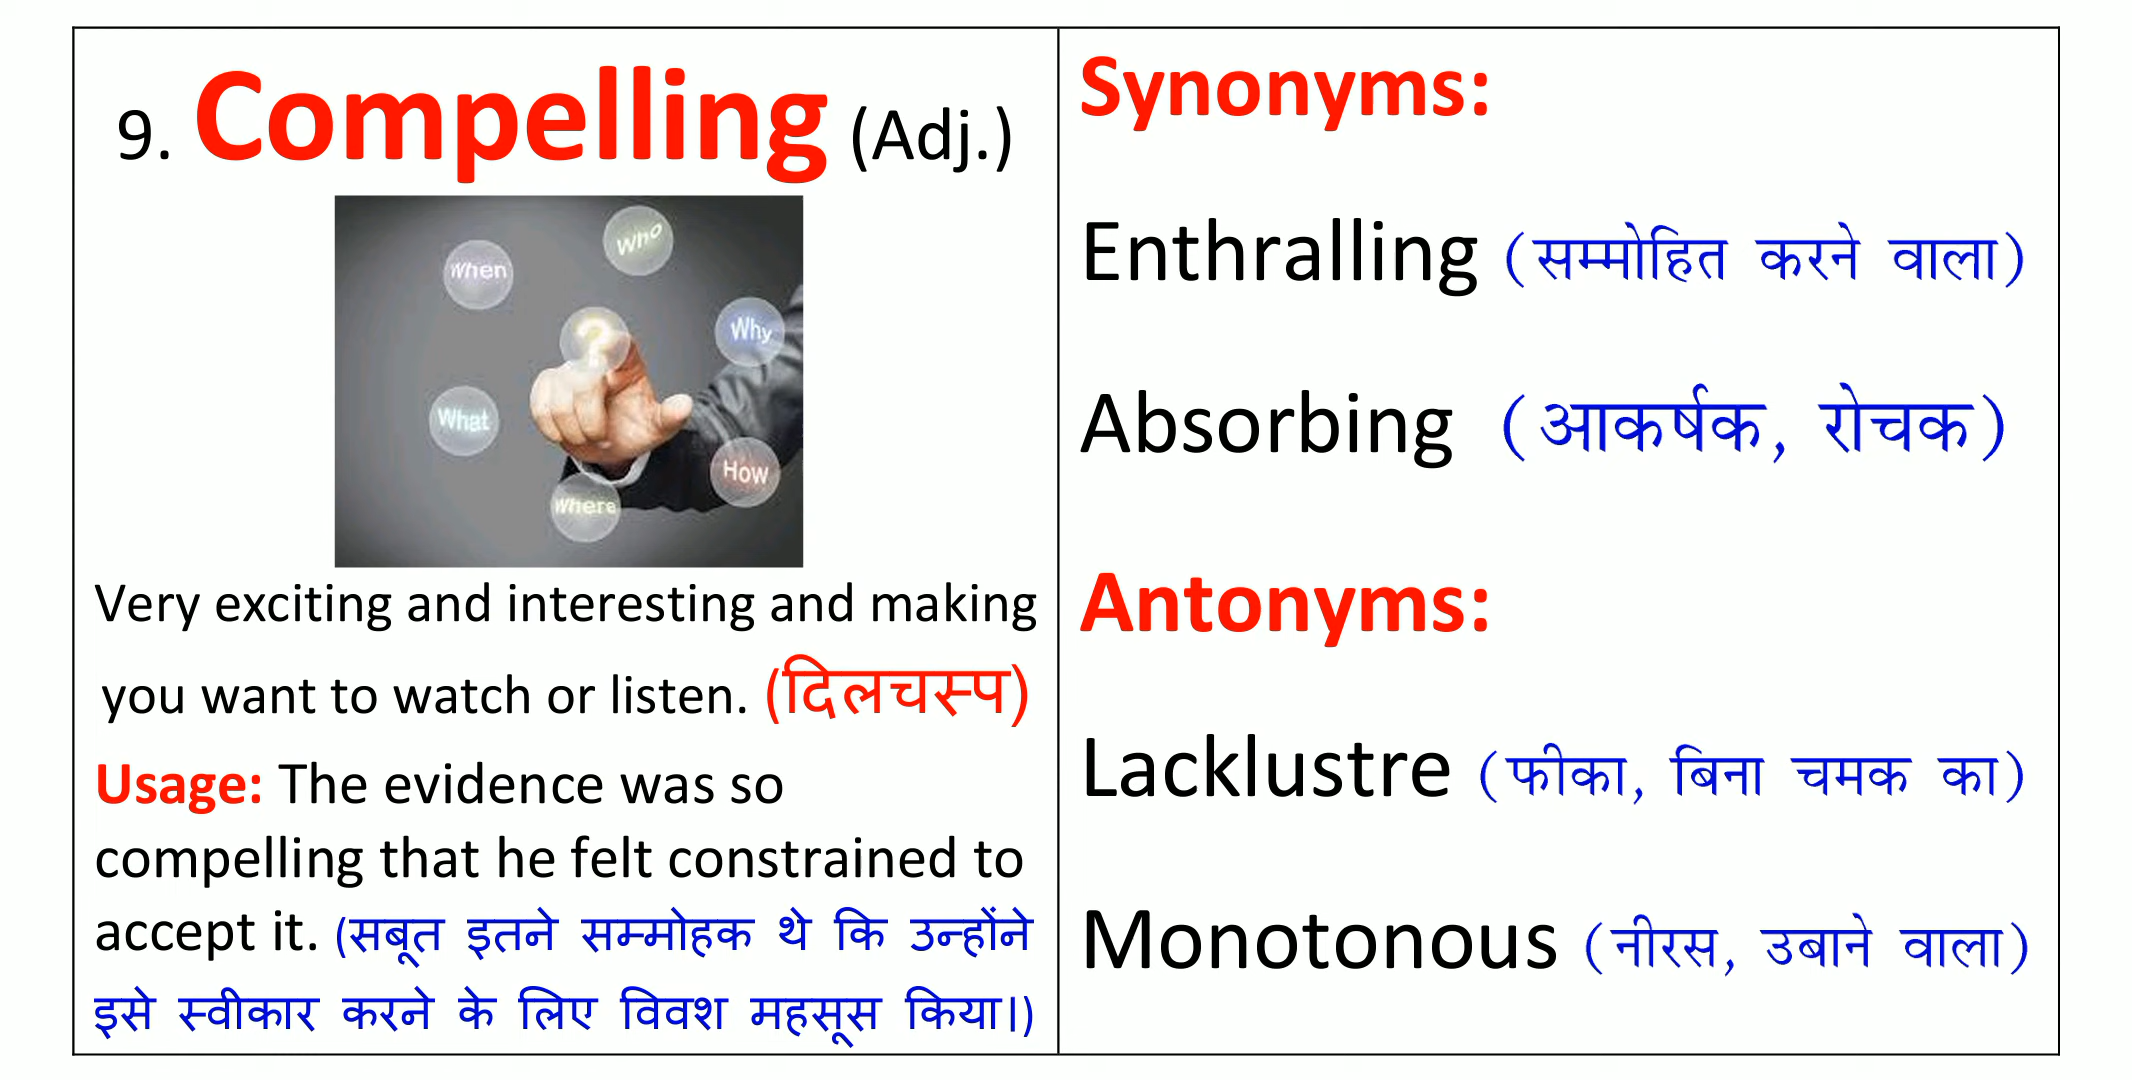 9. Compelling (Adj.)
When
Who
?
Why
What
How
Where
Very exciting and interesting and making
you want to watch or listen. (दिलचस्प)
Usage: The evidence was so
compelling that he felt constrained to
accept it. (सबूत इतने सम्मोहक थे कि उन्होंने
इसे स्वीकार करने के लिए विवश महसूस किया।)
Synonyms:
Enthralling (सम्मोहित करने वाला)
Absorbing (आकर्षक, रोचक)
Antonyms:
Lacklustre (फीका, बिना चमक का)
Monotonous (नीरस, उबाने वाला)